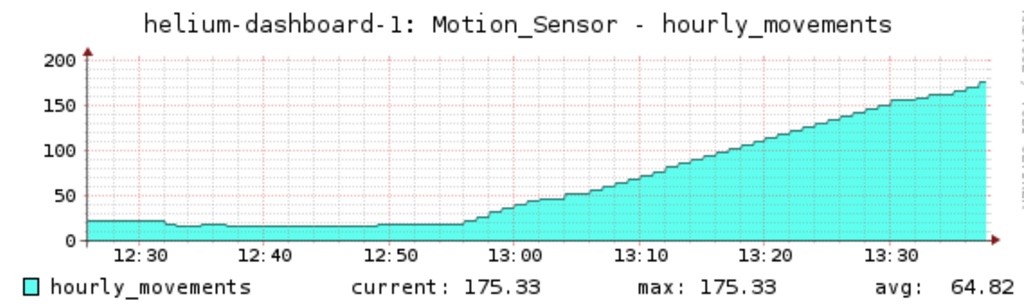 helium-dashboard-1: Motion_Sensor - hourly_movements
200
150
100
50
0
12:30 12:40 12:50 13:00 13:10 13:20 13:30
hourly_movements current: 175.33 max: 175.33 avg: 64.82